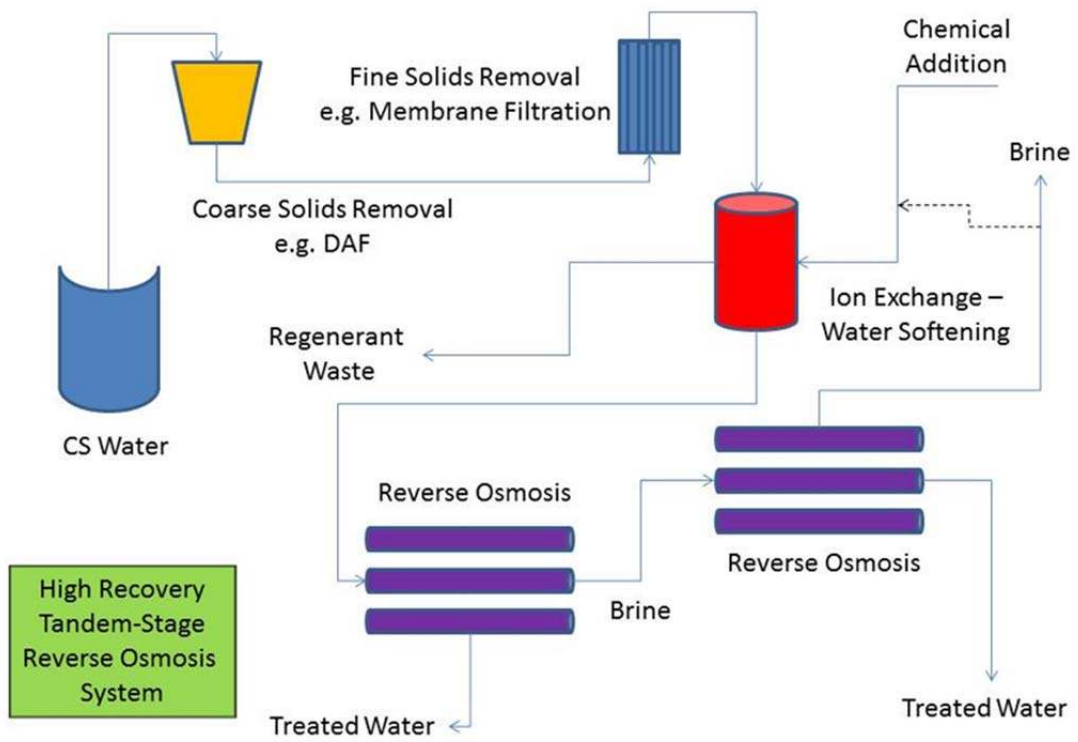 Chemical
Addition
Fine Solids Removal
e.g. Membrane Filtration
Brine
Coarse Solids Removal
e.g. DAF
Ion Exchange –
Water Softening
Regenerant
Waste
CS Water
Reverse Osmosis
Reverse Osmosis
Brine
High Recovery
Tandem-Stage
Reverse Osmosis
System
Treated Water
Treated Water